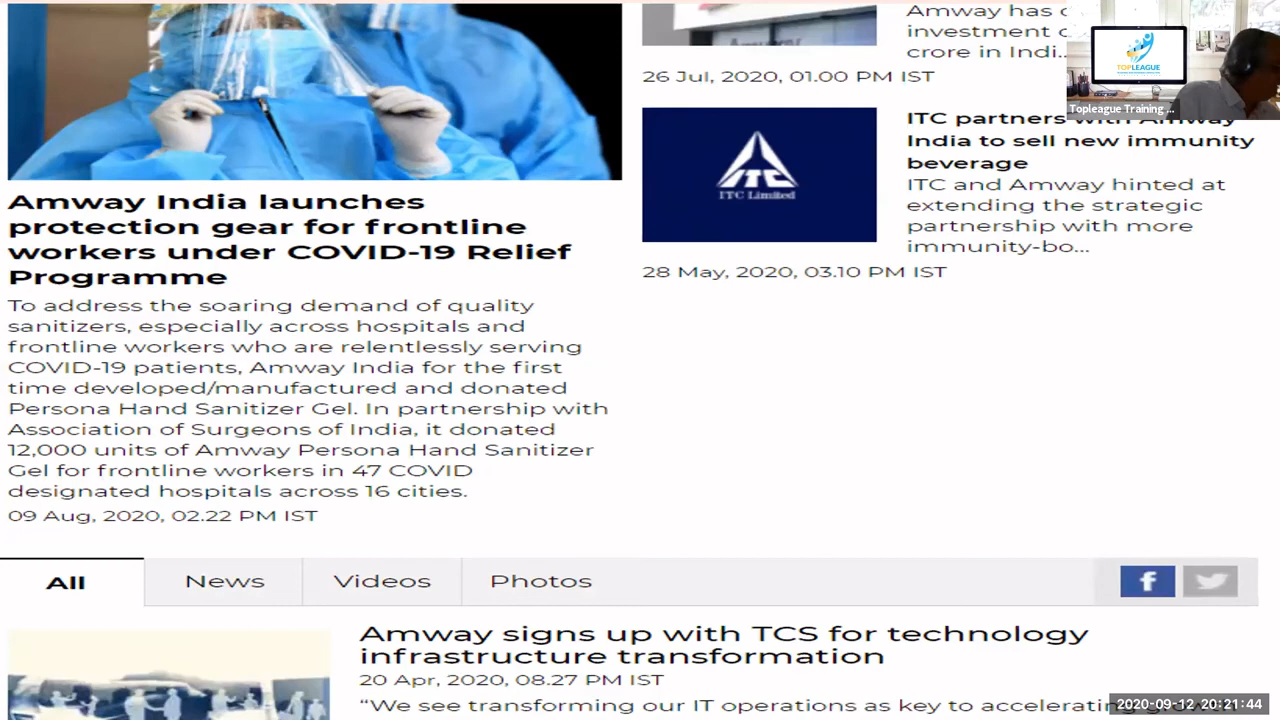 Amway India launches
protection gear for frontline
workers under COVID-19 Relief
Programme
To address the soaring demand of quality
sanitizers, especially across hospitals and
frontline workers who are relentlessly serving
COVID-19 patients, Amway India for the first
time developed/manufactured and donated
Persona Hand Sanitizer Gel. In partnership with
Association of Surgeons of India, it donated
12,000 units of Amway Persona Hand Sanitizer
Gel for frontline workers in 47 COVID
designated hospitals across 16 cities.
09 Aug, 2020, 02.22 PM IST
Amway has
investment
crore in Indi...
26 Jul, 2020, 01.00 PM IST
TOPLEAGUE
Topleague Training ...
ITC Limited
ITC partners with Amway
India to sell new immunity
beverage
ITC and Amway hinted at
extending the strategic
partnership with more
immunity-bo...
28 May, 2020, 03.10 PM IST
All
News
Videos
Photos
f
Amway signs up with TCS for technology
infrastructure transformation
20 Apr, 2020, 08.27 PM IST
“We see transforming our IT operations as key to accelerating
2020-09-12 20:21:44